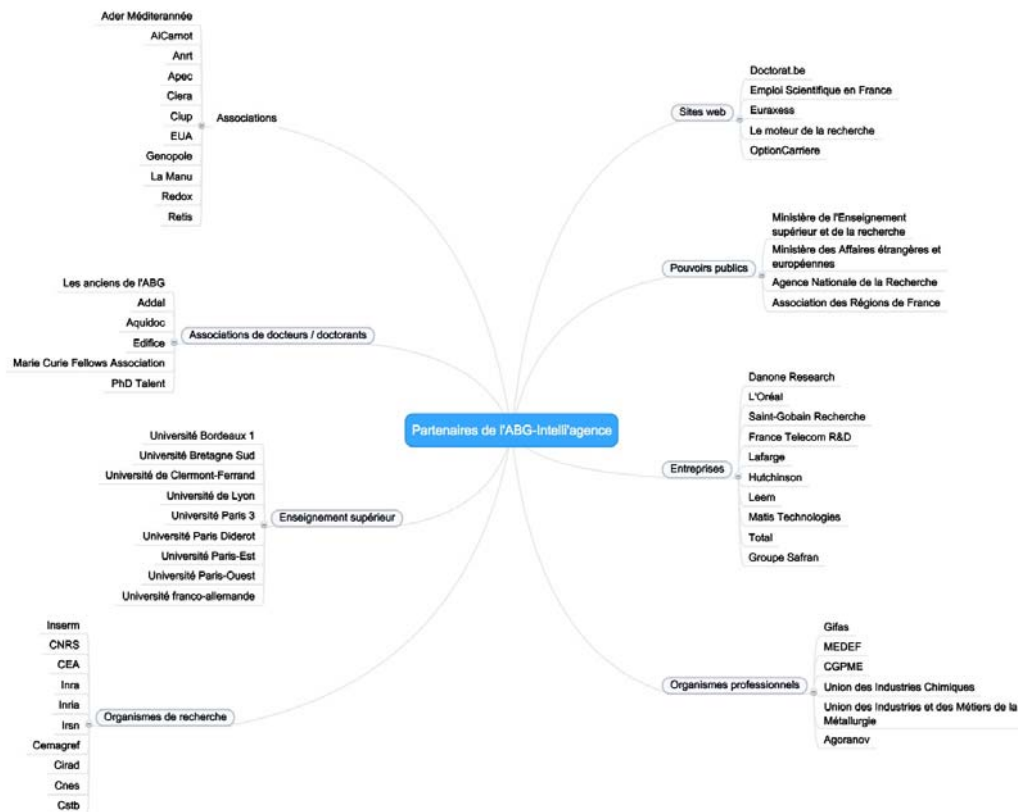 Partenaires de l'ABG-Intelli'agence
Associations
Ader Méditerannée
AiCarnot
Anrt
Apec
Ciera
Ciup
EUA
Genopole
La Manu
Redox
Retis
Associations de docteurs / doctorants
Les anciens de l'ABG
Addal
Aquidoc
Edifice
Marie Curie Fellows Association
PhD Talent
Enseignement supérieur
Université Bordeaux 1
Université Bretagne Sud
Université de Clermont-Ferrand
Université de Lyon
Université Paris 3
Université Paris Diderot
Université Paris-Est
Université Paris-Ouest
Université franco-allemande
Organismes de recherche
Inserm
CNRS
CEA
Inra
Inria
Irsn
Cemagref
Cirad
Cnes
Cstb
Sites web
Doctorat.be
Emploi Scientifique en France
Euraxess
Le moteur de la recherche
OptionCarriere
Pouvoirs publics
Ministère de l'Enseignement
supérieur et de la recherche
Ministère des Affaires étrangères et
européennes
Agence Nationale de la Recherche
Association des Régions de France
Entreprises
Danone Research
L'Oréal
Saint-Gobain Recherche
France Telecom R&D
Lafarge
Hutchinson
Leem
Matis Technologies
Total
Groupe Safran
Organismes professionnels
Gifas
MEDEF
CGPME
Union des Industries Chimiques
Union des Industries et des Métiers de la
Métallurgie
Agoranov